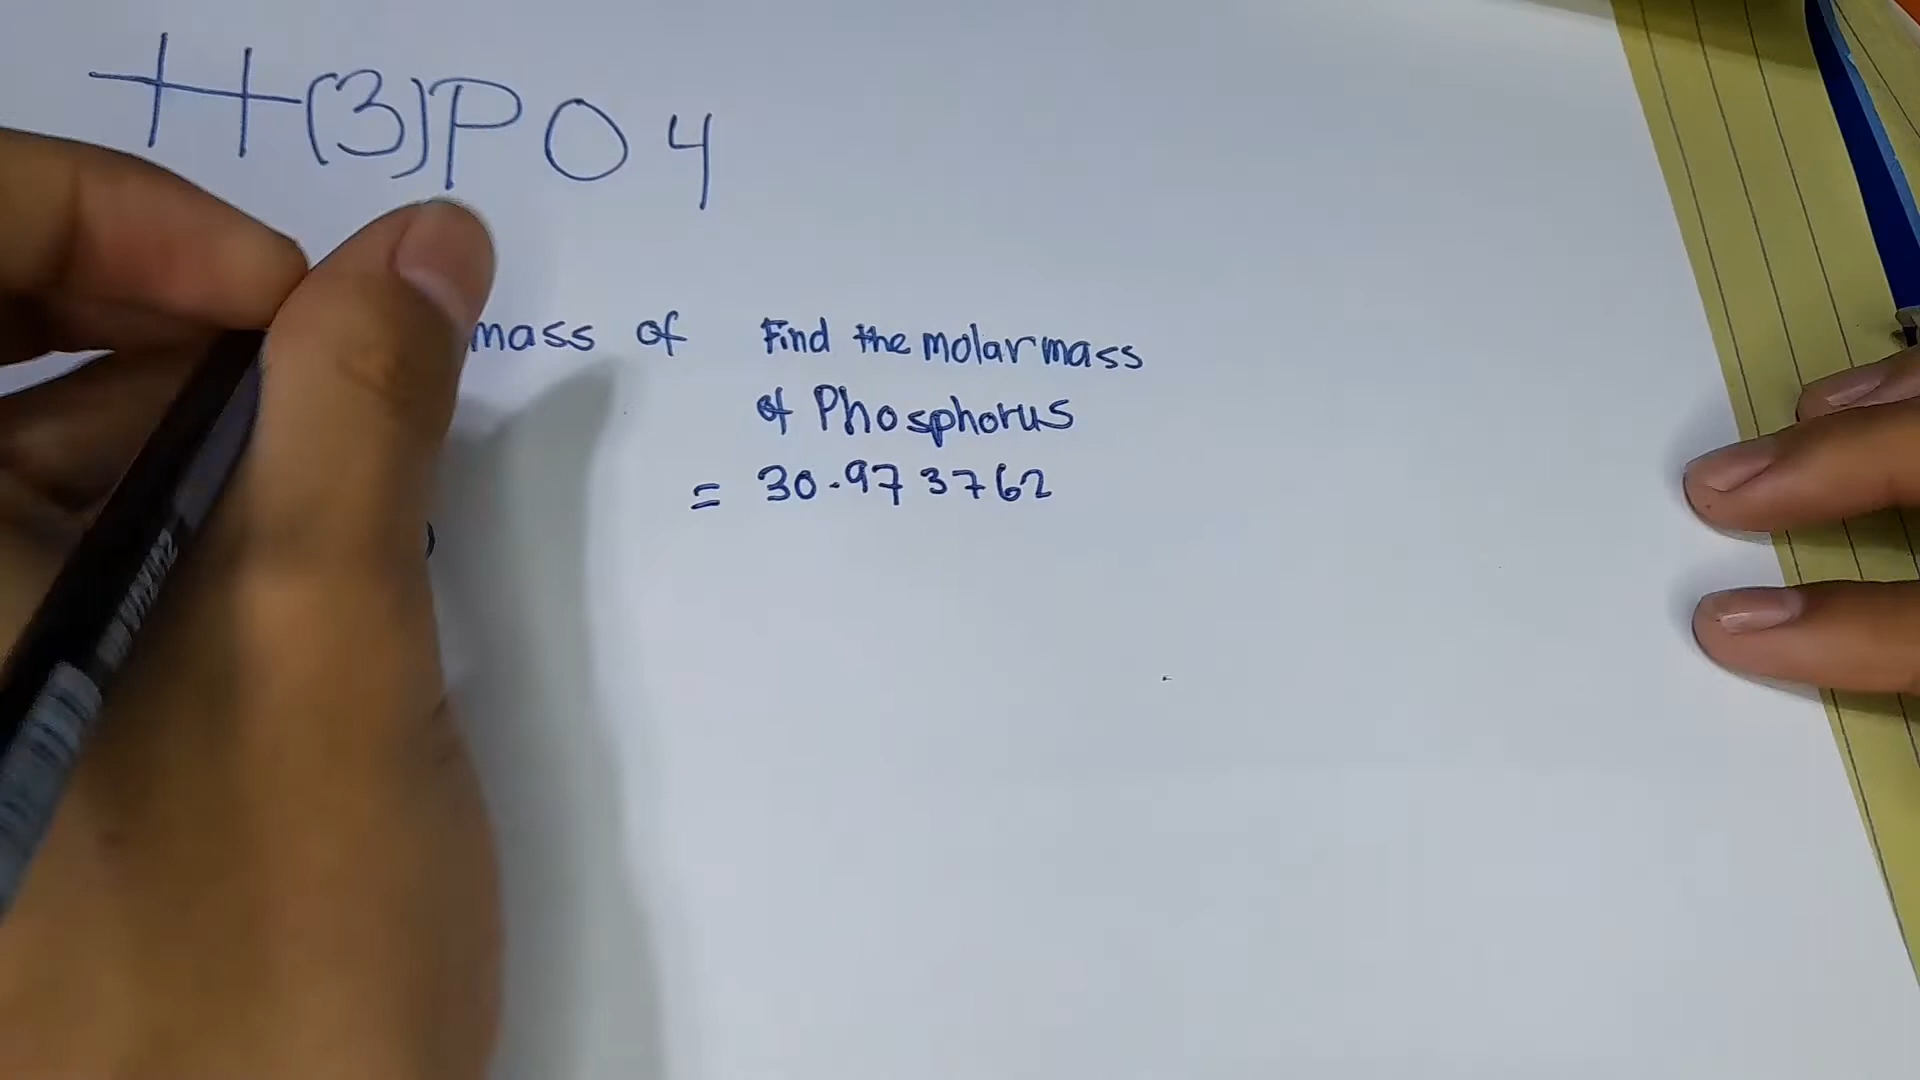 H(3)PO4
mass of
Find the molar mass
of Phosphorus
= 30.973762
)